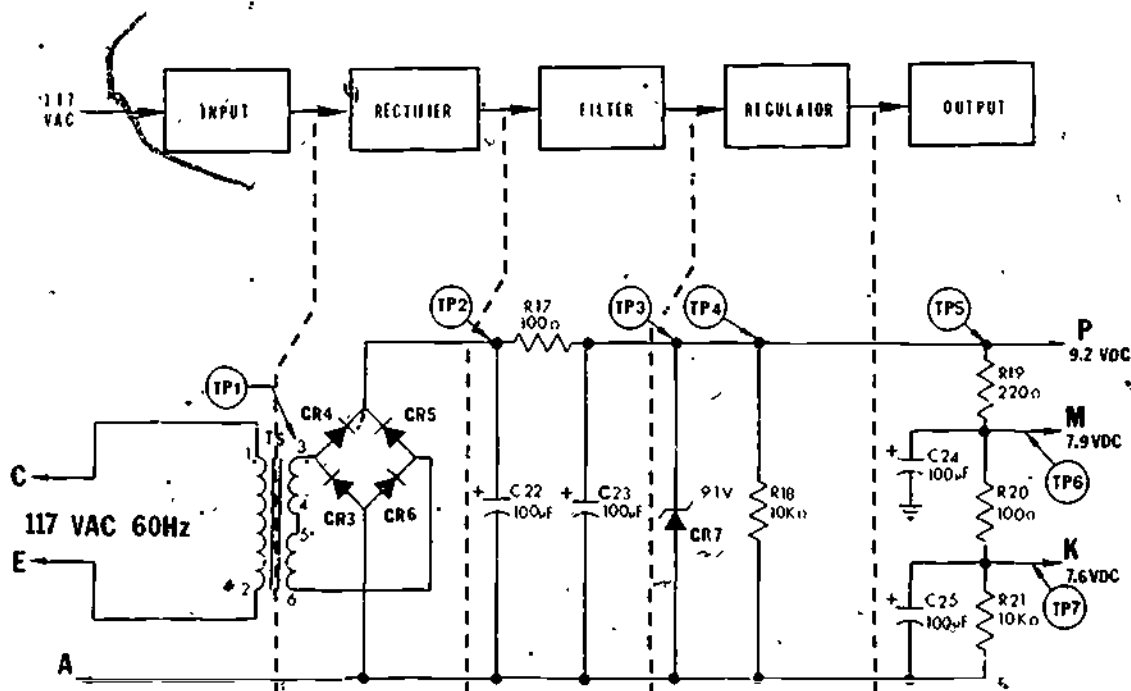 117
VAC
INPUT
RECTIFIER
FILTER
REGULATOR
OUTPUT
TP2
R17
100Ω
TP3
TP4
TP5
P
9.2 VDC
TP1
R19
220Ω
CR4
CR5
T5
1
3
M
7.9VDC
C
4
C24
100µF
TP6
117 VAC 60Hz
5
CR3
CR6
C22
100µF
C23
100µF
91V
CR7
R18
10KΩ
R20
100Ω
E
2
6
K
7.6VDC
C25
100µF
R21
10KΩ
TP7
A